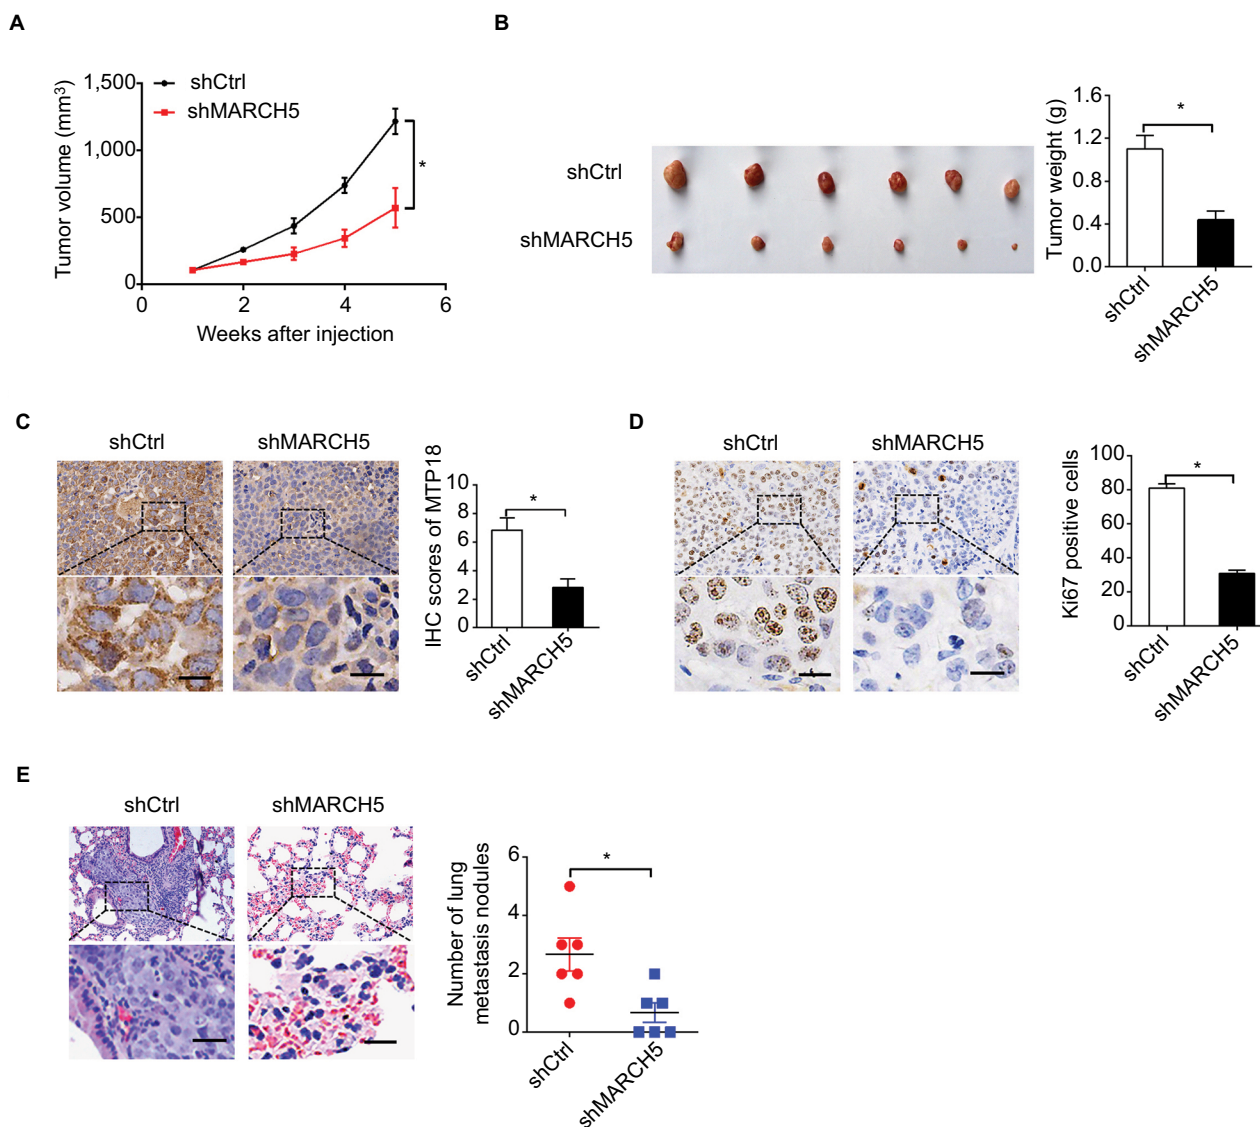 A
B
Tumor volume (mm³)
1,500
1,000
500
0
0
2
4
6
Weeks after injection
shCtrl
shMARCH5
*
shCtrl
shMARCH5
Tumor weight (g)
1.6
1.2
0.8
0.4
0.0
*
shCtrl
shMARCH5
C
D
shCtrl
shMARCH5
IHC scores of MTP18
10
8
6
4
2
0
*
shCtrl
shMARCH5
shCtrl
shMARCH5
Ki67 positive cells
100
80
60
40
20
0
*
shCtrl
shMARCH5
E
shCtrl
shMARCH5
Number of lung
metastasis nodules
6
4
2
0
*
shCtrl
shMARCH5